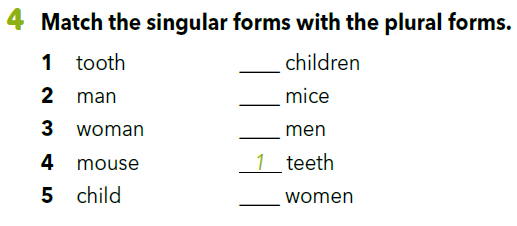 4 Match the singular forms with the plural forms.
1 tooth ____ children
2 man ____ mice
3 woman ____ men
4 mouse 1 teeth
5 child ____ women